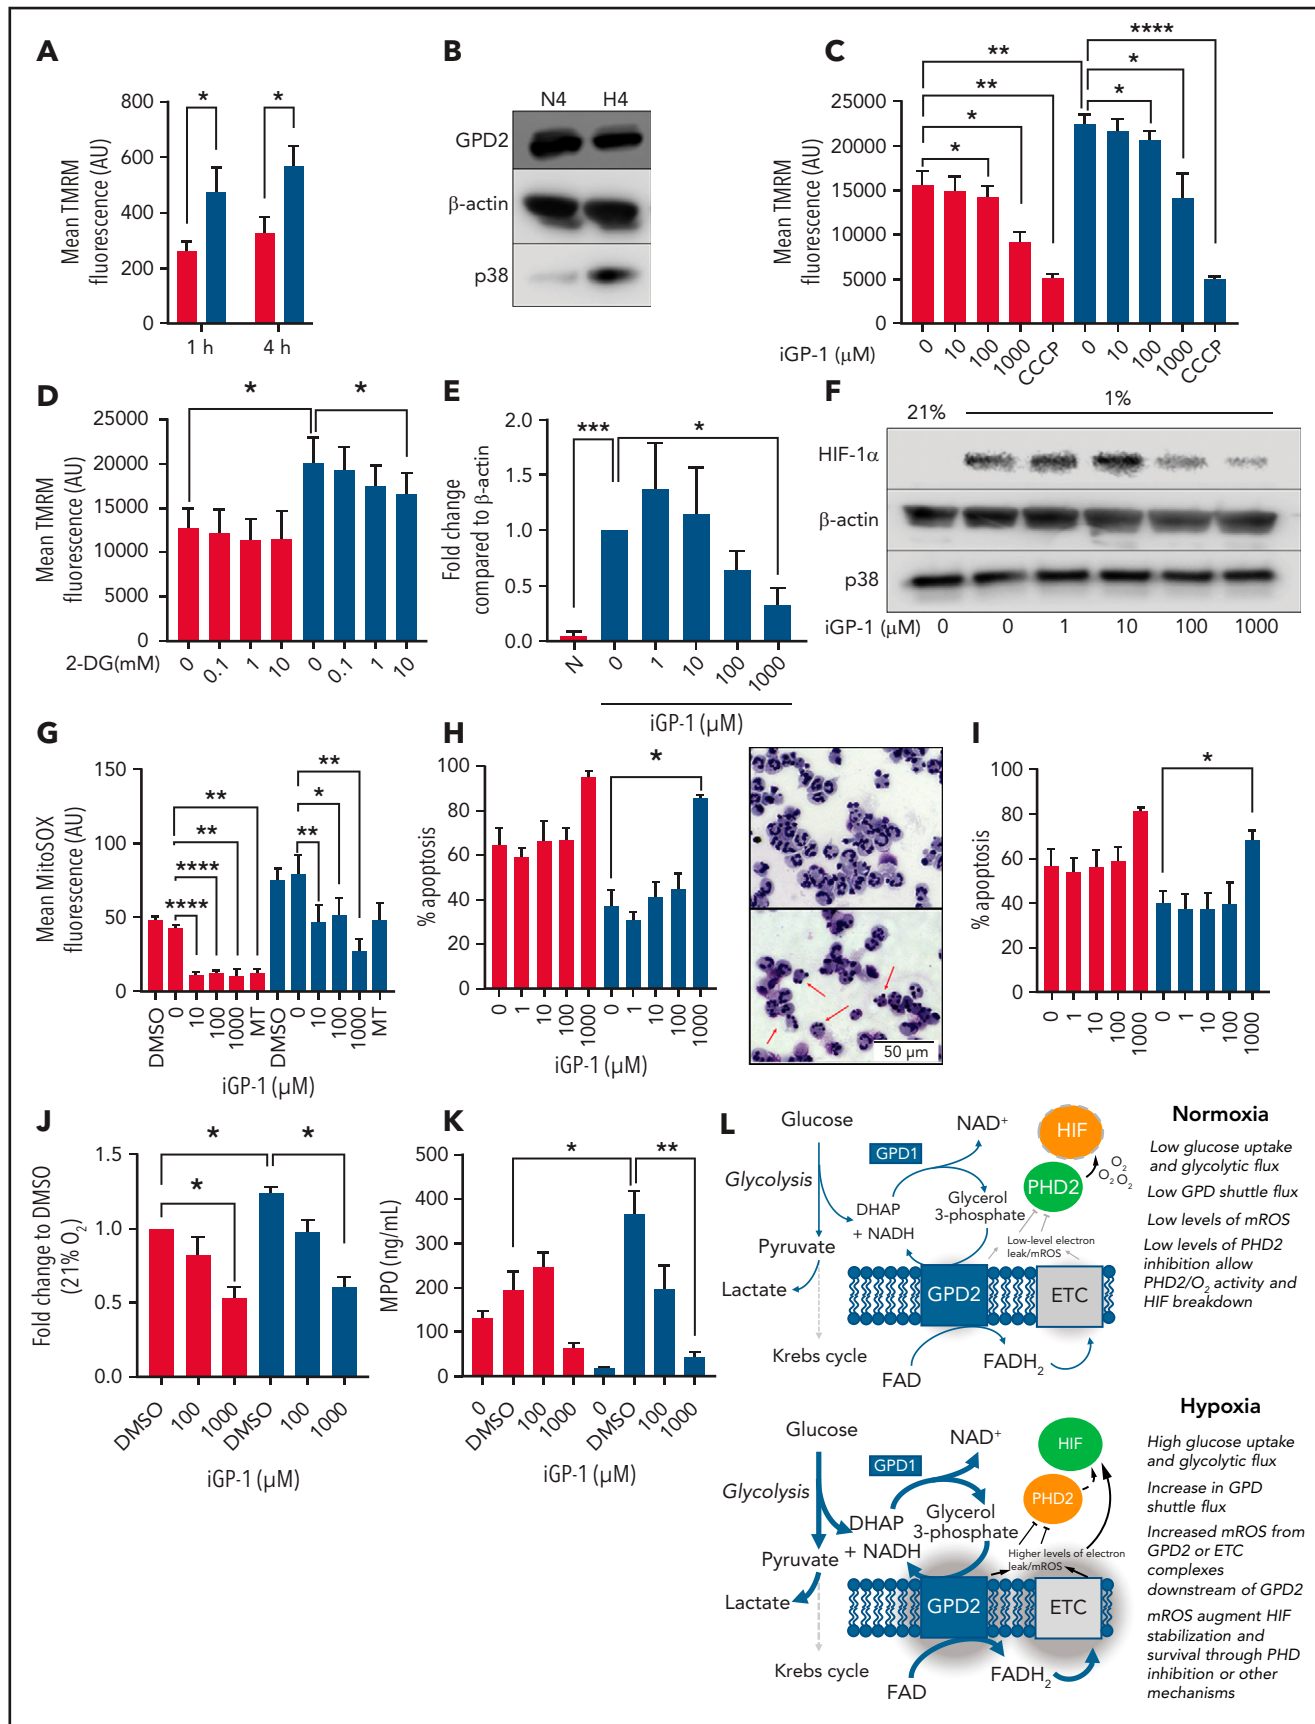 A
Mean TMRM
fluorescence (AU)
800
600
400
200
0
*
*
1 h
4 h
B
N4 H4
GPD2
β-actin
p38
C
Mean TMRM
fluorescence (AU)
25000
20000
15000
10000
5000
0
****
**
*
**
*
*
*
iGP-1 (μM)
0 10 100 1000 CCCP 0 10 100 1000 CCCP
D
Mean TMRM
fluorescence (AU)
25000
20000
15000
10000
5000
0
*
*
2-DG(mM)
0 0.1 1 10 0 0.1 1 10
E
Fold change
compared to β-actin
2.0
1.5
1.0
0.5
0.0
***
*
N 0 1 10 100 1000
iGP-1 (μM)
F
21% 1%
HIF-1α
β-actin
p38
iGP-1 (μM) 0 0 1 10 100 1000
G
Mean MitoSOX
fluorescence (AU)
150
100
50
0
**
**
****
****
**
*
**
DMSO 0 10 100 1000 MT DMSO 0 10 100 1000 MT
iGP-1 (μM)
H
% apoptosis
100
80
60
40
20
0
*
0 1 10 100 1000 0 1 10 100 1000
iGP-1 (μM)
50 μm
I
% apoptosis
100
80
60
40
20
0
*
0 1 10 100 1000 0 1 10 100 1000
iGP-1 (μM)
J
Fold change to DMSO
(21% O2)
1.5
1.0
0.5
0.0
*
*
*
DMSO 100 1000 DMSO 100 1000
iGP-1 (μM)
K
MPO (ng/mL)
500
400
300
200
100
0
*
**
0 DMSO 100 1000 0 DMSO 100 1000
iGP-1 (μM)
L
Glucose
Glycolysis
Pyruvate
Lactate
Krebs cycle
GPD1
NAD+
DHAP
+ NADH
Glycerol
3-phosphate
HIF
PHD2
O2
O2 O2
Low-level electron
leak/mROS
GPD2
ETC
FAD
FADH2
Normoxia
Low glucose uptake
and glycolytic flux
Low GPD shuttle flux
Low levels of mROS
Low levels of PHD2
inhibition allow
PHD2/O2 activity and
HIF breakdown
Glucose
Glycolysis
Pyruvate
Lactate
Krebs cycle
GPD1
NAD+
DHAP
+ NADH
Glycerol
3-phosphate
HIF
PHD2
Higher levels of electron
leak/mROS
GPD2
ETC
FAD
FADH2
Hypoxia
High glucose uptake
and glycolytic flux
Increase in GPD
shuttle flux
Increased mROS from
GPD2 or ETC
complexes
downstream of GPD2
mROS augment HIF
stabilization and
survival through PHD
inhibition or other
mechanisms